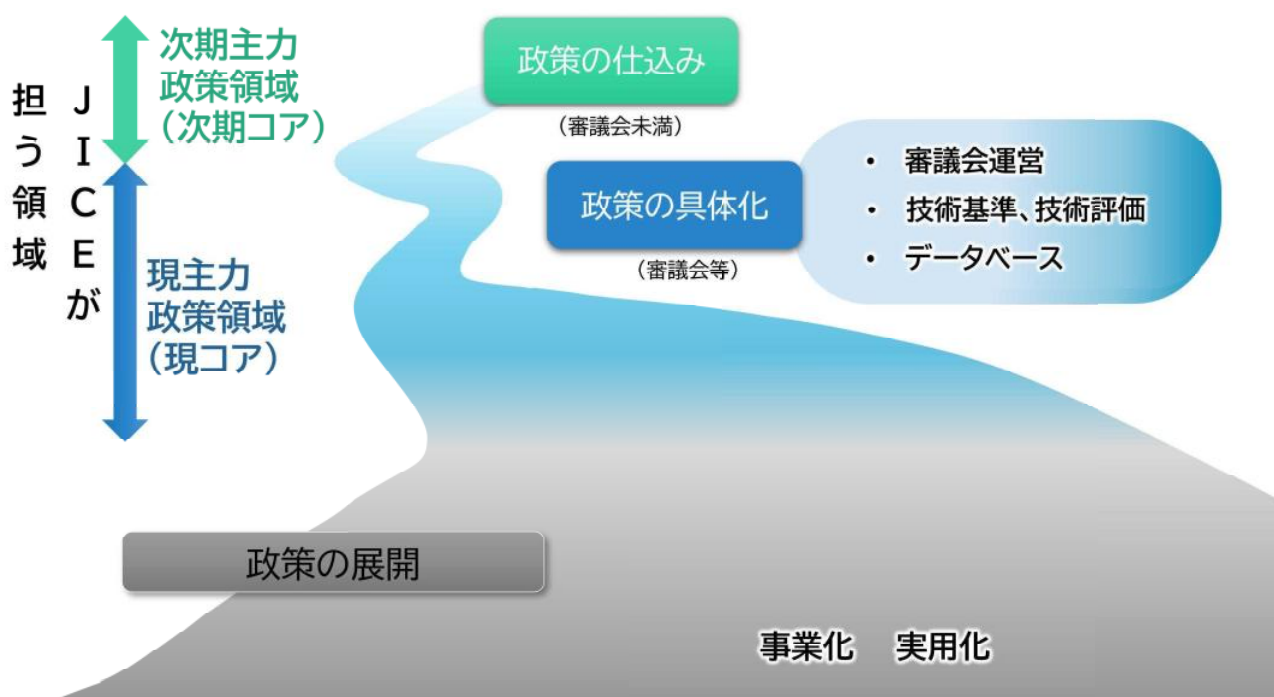 JICEが
担う領域
次期主力
政策領域
（次期コア）
政策の仕込み
（審議会未満）
現主力
政策領域
（現コア）
政策の具体化
（審議会等）
・ 審議会運営
・ 技術基準、技術評価
・ データベース
政策の展開
事業化　実用化